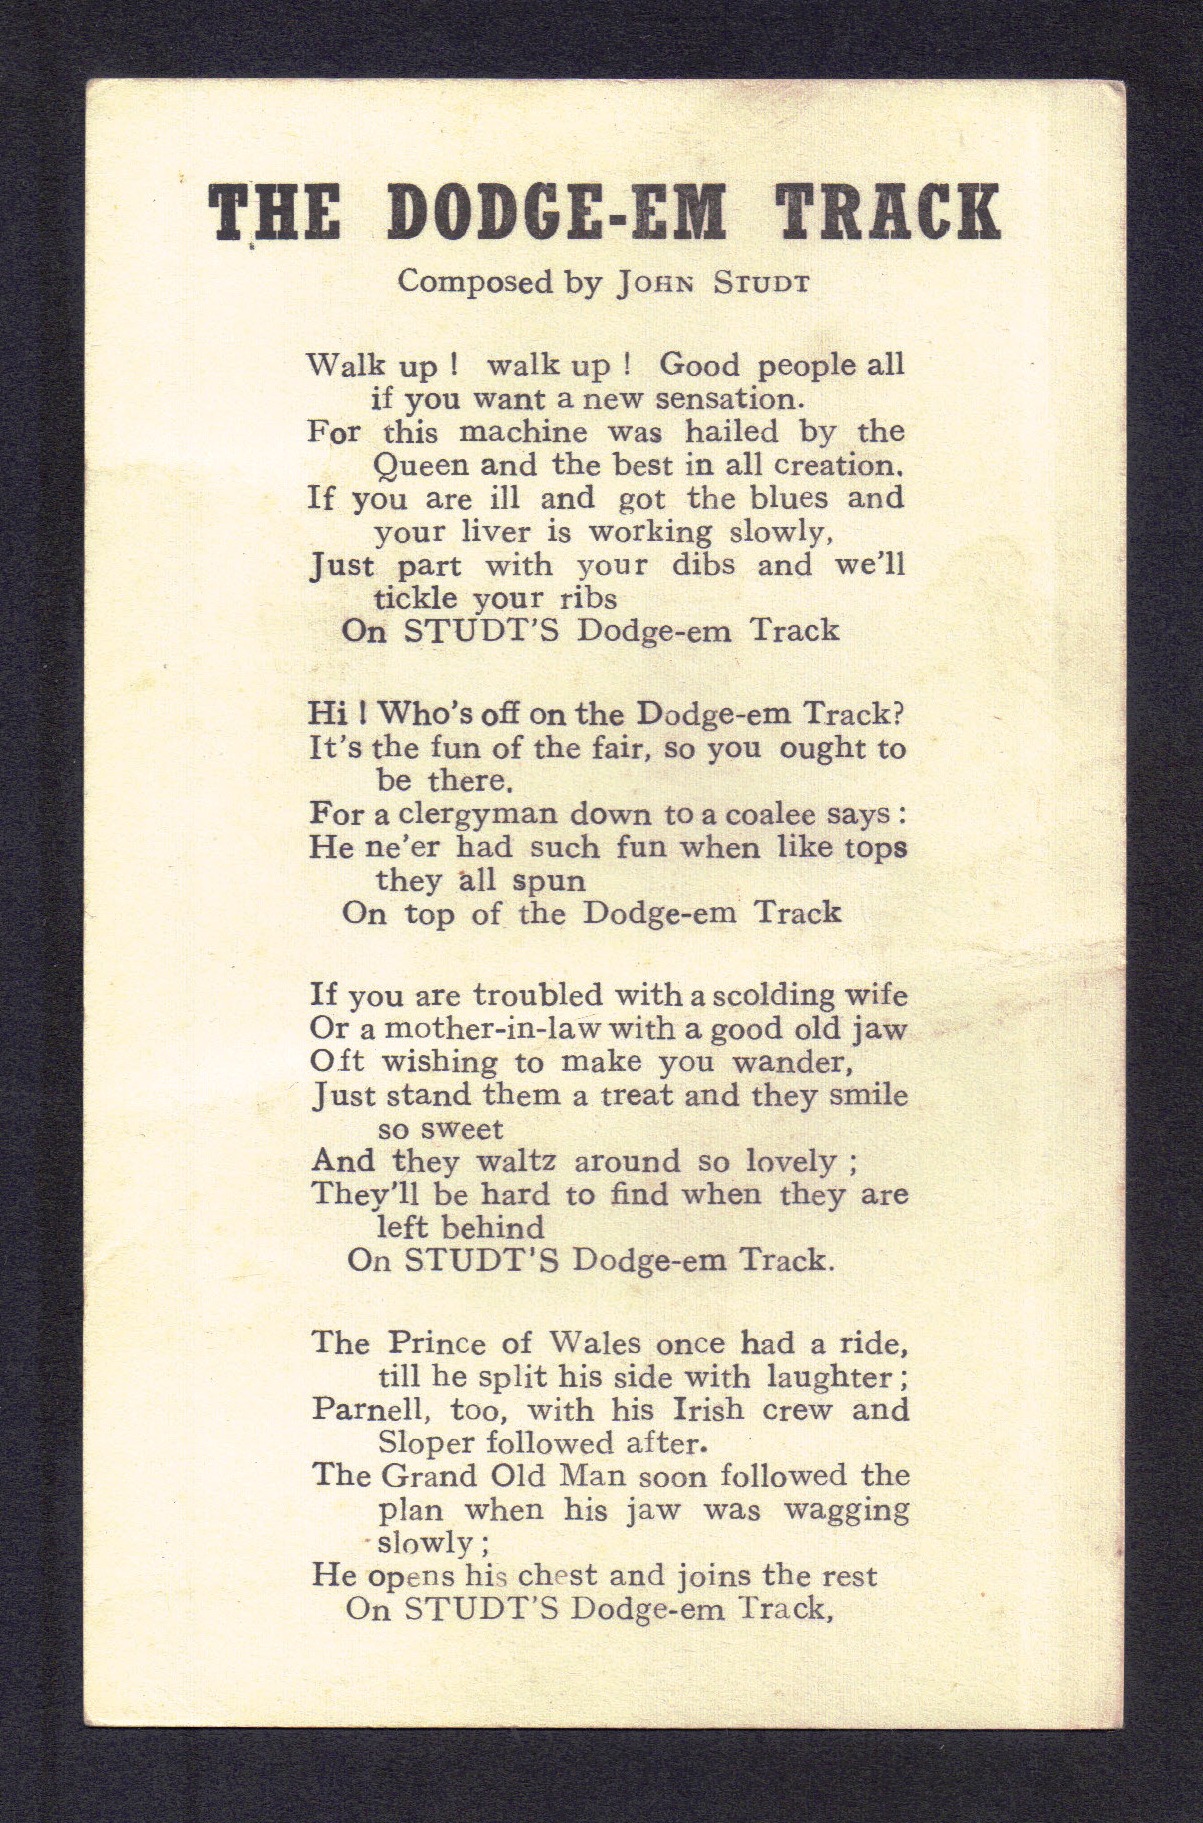 THE DODGE-EM TRACK
Composed by JOHN STUDT
Walk up ! walk up ! Good people all
if you want a new sensation.
For this machine was hailed by the
Queen and the best in all creation.
If you are ill and got the blues and
your liver is working slowly,
Just part with your dibs and we'll
tickle your ribs
On STUDT'S Dodge-em Track
Hi ! Who's off on the Dodge-em Track?
It's the fun of the fair, so you ought to
be there.
For a clergyman down to a coalee says :
He ne'er had such fun when like tops
they all spun
On top of the Dodge-em Track
If you are troubled with a scolding wife
Or a mother-in-law with a good old jaw
Oft wishing to make you wander,
Just stand them a treat and they smile
so sweet
And they waltz around so lovely ;
They'll be hard to find when they are
left behind
On STUDT'S Dodge-em Track.
The Prince of Wales once had a ride,
till he split his side with laughter ;
Parnell, too, with his Irish crew and
Sloper followed after.
The Grand Old Man soon followed the
plan when his jaw was wagging
slowly ;
He opens his chest and joins the rest
On STUDT'S Dodge-em Track,